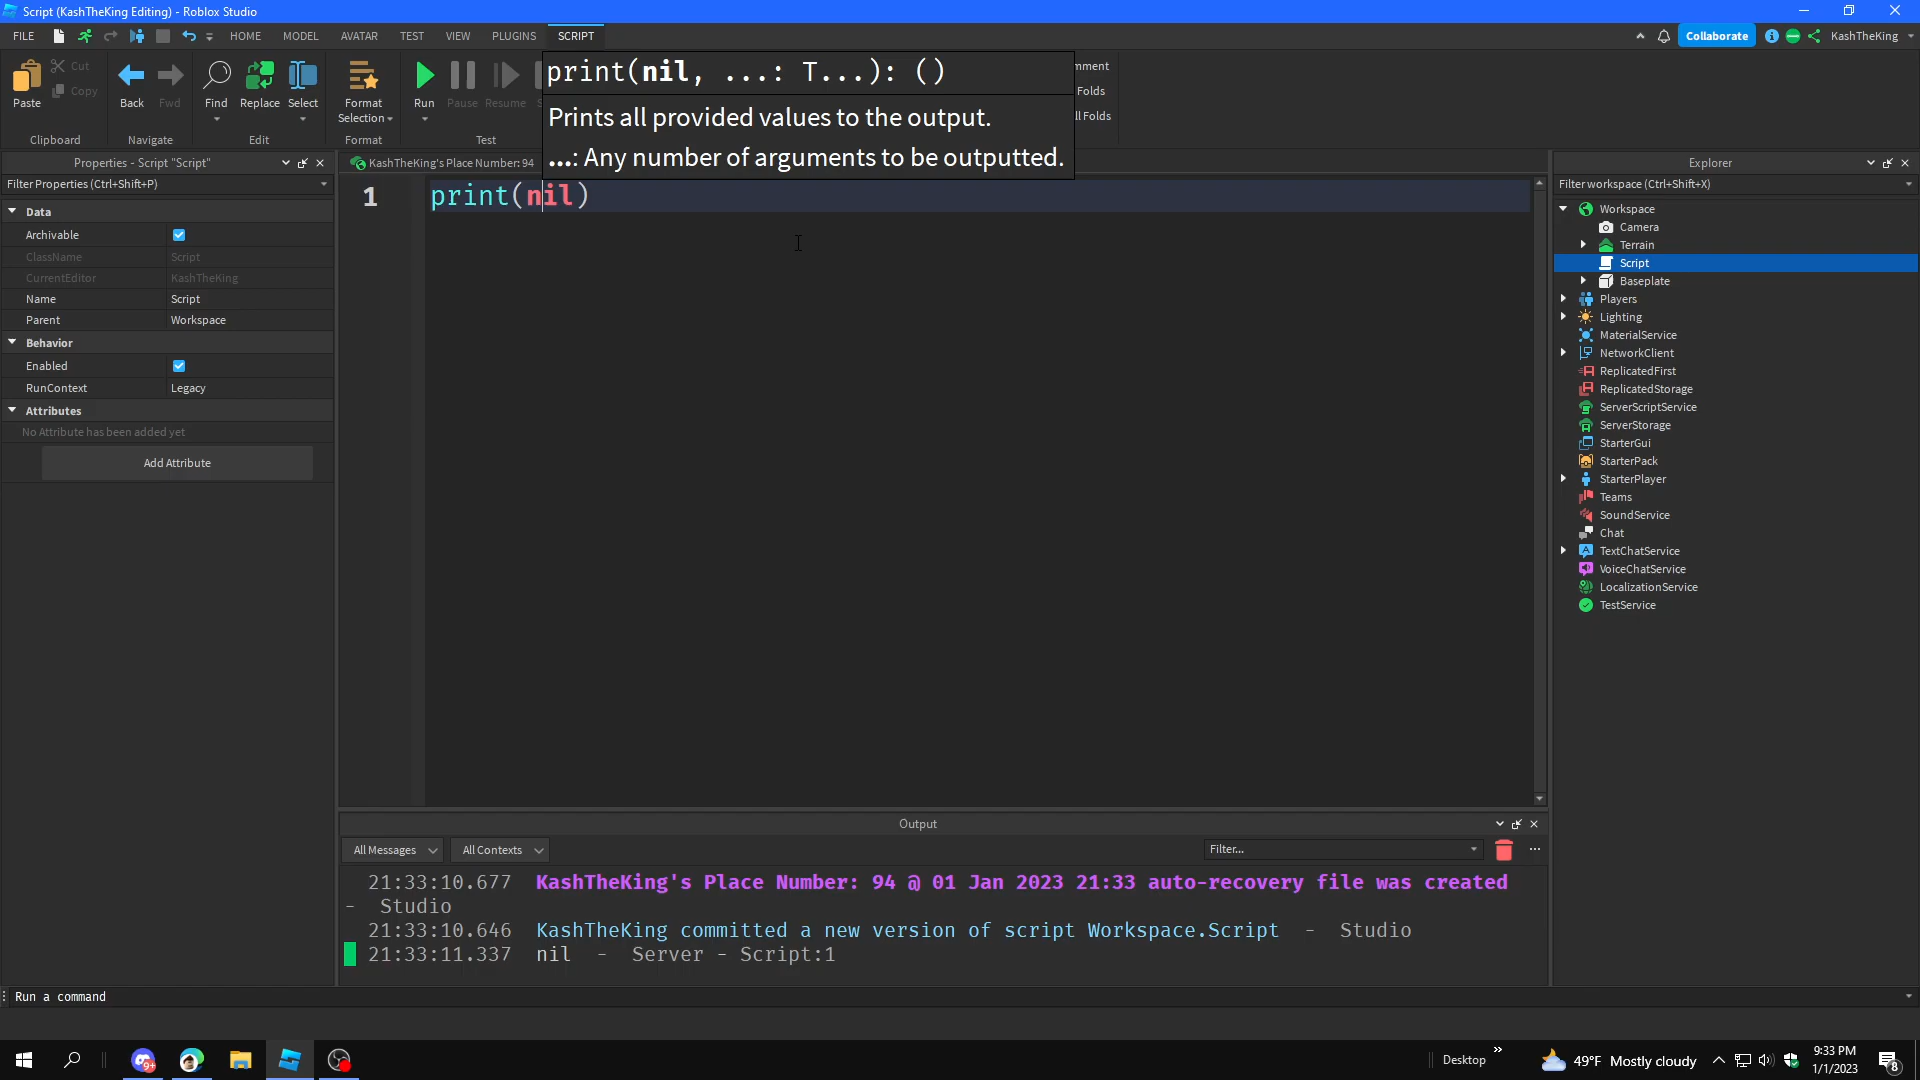 Script (KashTheKing Editing) - Roblox Studio
FILE HOME MODEL AVATAR TEST VIEW PLUGINS SCRIPT Collaborate KashTheKing
Paste Cut Copy Back Fwd Find Replace Select Format Selection Run Pause Resume
Clipboard Navigate Edit Format Test
print(nil, ...: T...): ()
Prints all provided values to the output.
...: Any number of arguments to be outputted.
mment
Folds
ll Folds
Properties - Script "Script"
Filter Properties (Ctrl+Shift+P)
Data
Archivable
ClassName Script
CurrentEditor KashTheKing
Name Script
Parent Workspace
Behavior
Enabled
RunContext Legacy
Attributes
No Attribute has been added yet
Add Attribute
KashTheKing's Place Number: 94
1 print(nil)
Explorer
Filter workspace (Ctrl+Shift+X)
Workspace
Camera
Terrain
Script
Baseplate
Players
Lighting
MaterialService
NetworkClient
ReplicatedFirst
ReplicatedStorage
ServerScriptService
ServerStorage
StarterGui
StarterPack
StarterPlayer
Teams
SoundService
Chat
TextChatService
VoiceChatService
LocalizationService
TestService
Output
All Messages All Contexts Filter...
21:33:10.677 KashTheKing's Place Number: 94 @ 01 Jan 2023 21:33 auto-recovery file was created
- Studio
21:33:10.646 KashTheKing committed a new version of script Workspace.Script - Studio
21:33:11.337 nil - Server - Script:1
Run a command
9+ Desktop 49°F Mostly cloudy 9:33 PM
1/1/2023 8